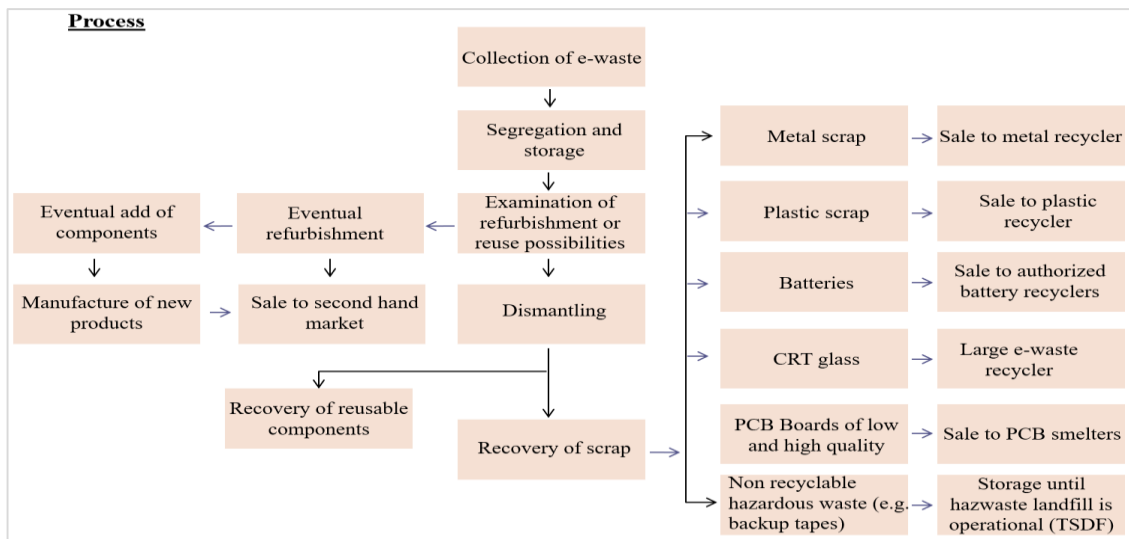 Process
Collection of e-waste
Segregation and
storage
Examination of
refurbishment or
reuse possibilities
Eventual
refurbishment
Eventual add of
components
Manufacture of new
products
Sale to second hand
market
Dismantling
Recovery of reusable
components
Recovery of scrap
Metal scrap
Sale to metal recycler
Plastic scrap
Sale to plastic
recycler
Batteries
Sale to authorized
battery recyclers
CRT glass
Large e-waste
recycler
PCB Boards of low
and high quality
Sale to PCB smelters
Non recyclable
hazardous waste (e.g.
backup tapes)
Storage until
hazwaste landfill is
operational (TSDF)